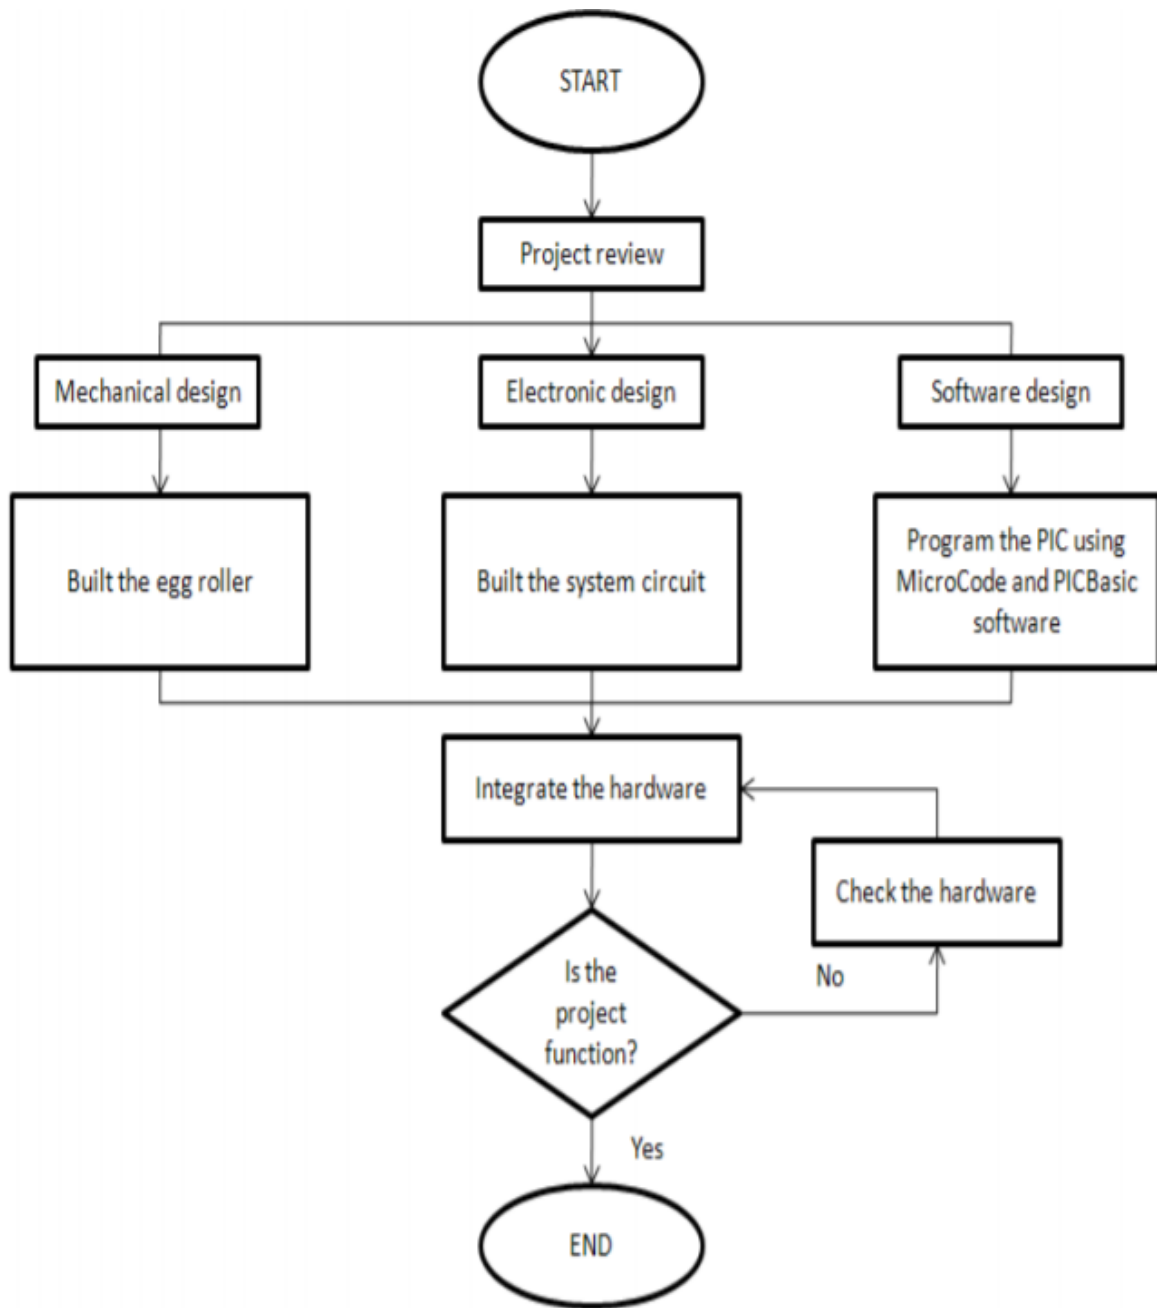 START
Project review
Mechanical design
Electronic design
Software design
Built the egg roller
Built the system circuit
Program the PIC using
MicroCode and PICBasic
software
Integrate the hardware
Check the hardware
Is the
project
function?
No
Yes
END